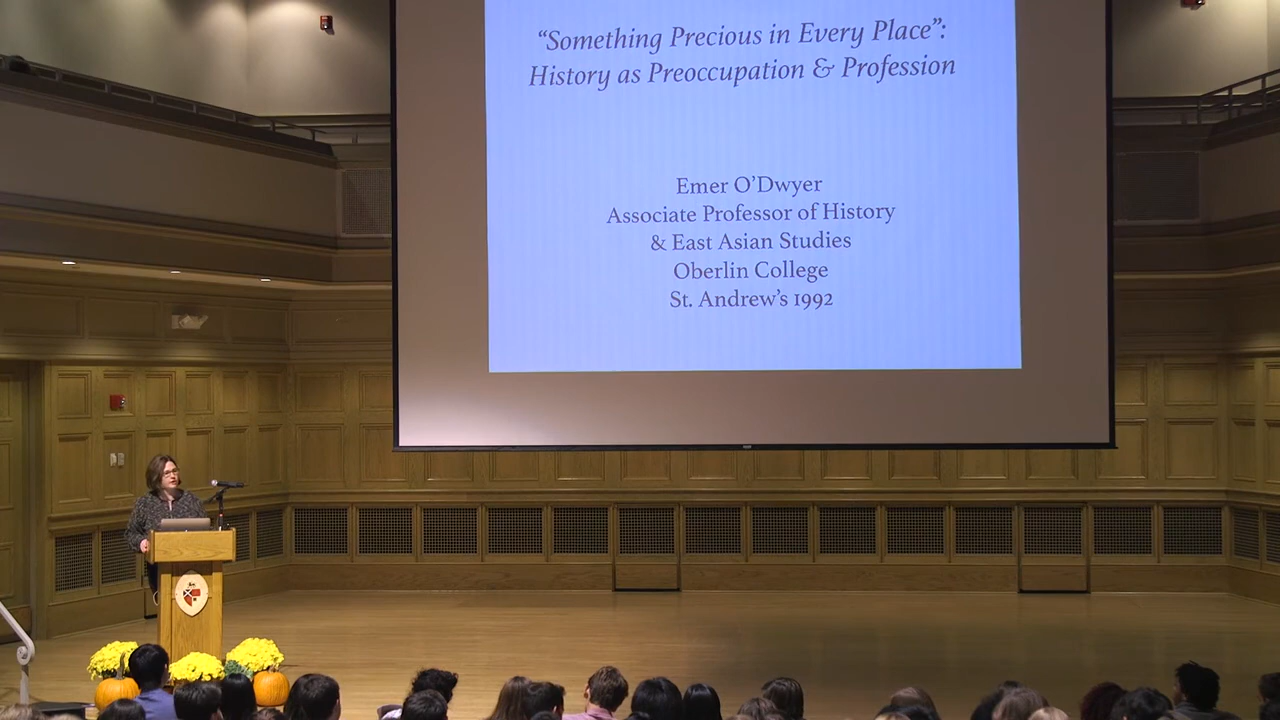 “Something Precious in Every Place”:
History as Preoccupation & Profession
Emer O’Dwyer
Associate Professor of History
& East Asian Studies
Oberlin College
St. Andrew’s 1992